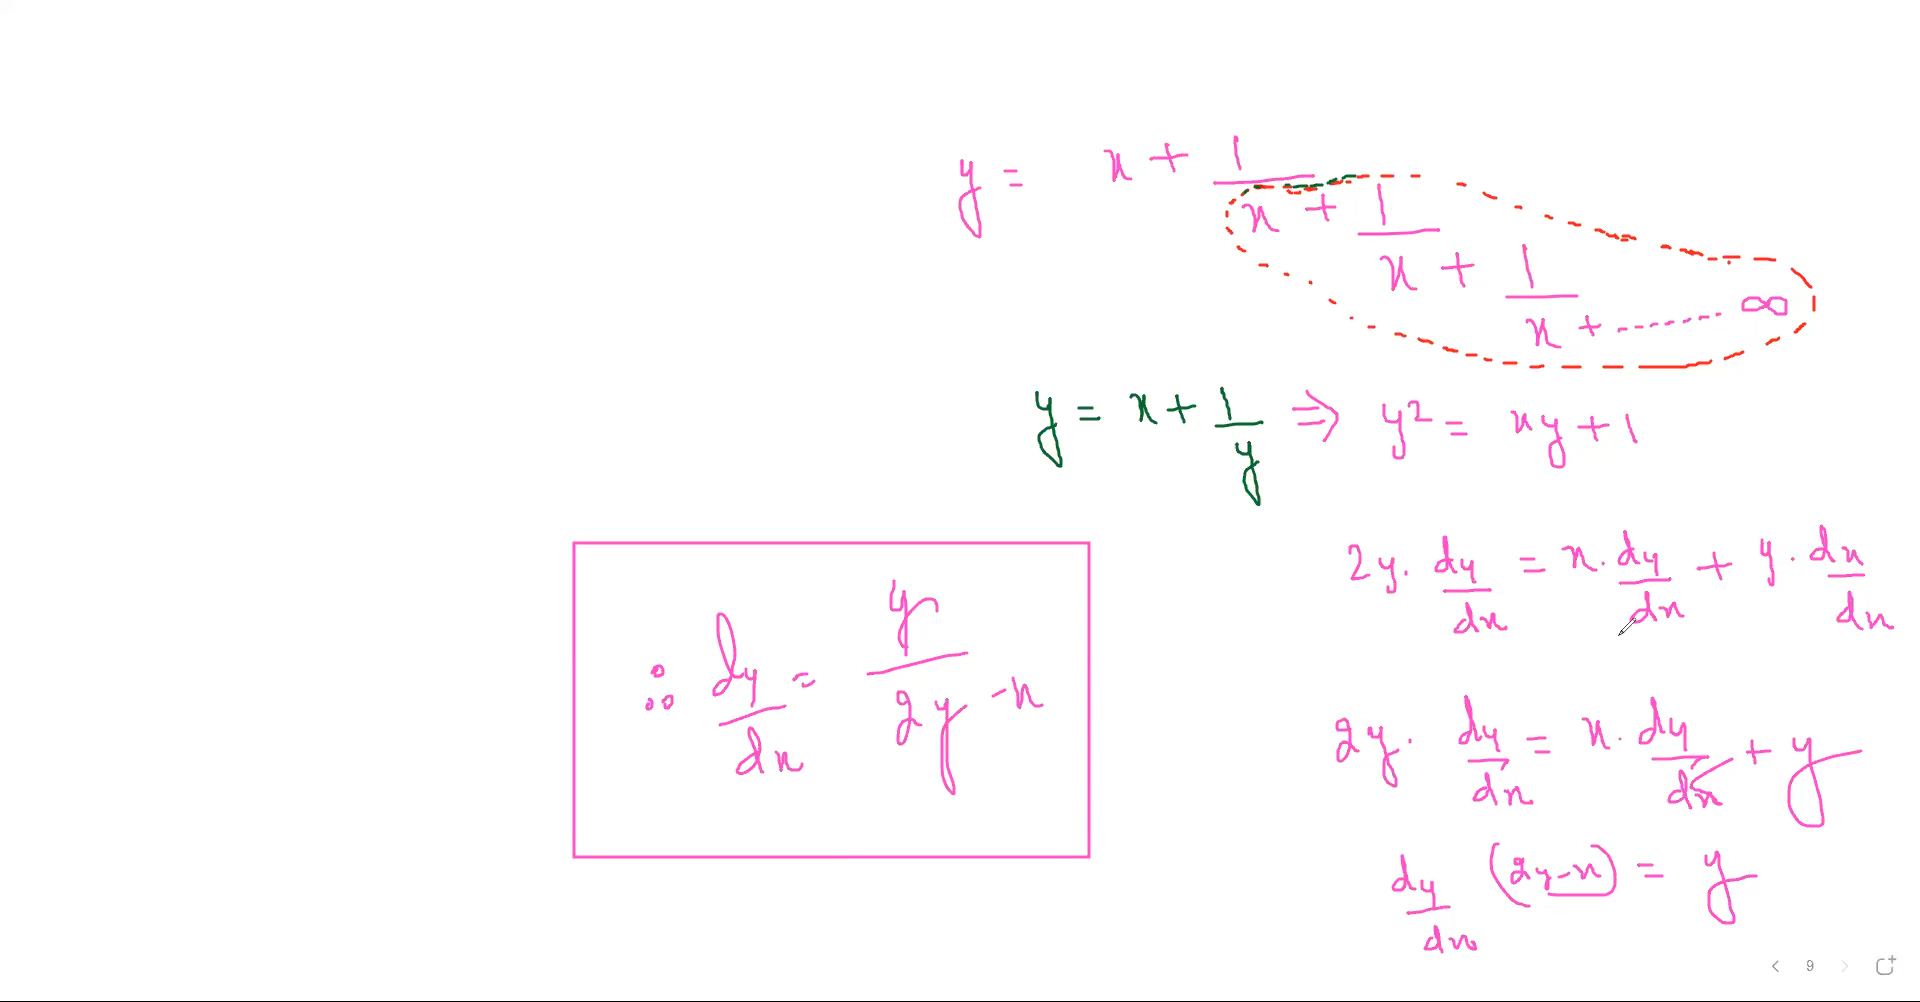 y = x + 1/(x + 1/(x + 1/(x + ------ ∞
y = x + 1/y ⇒ y² = xy + 1
2y. dy/dx = x. dy/dx + y. dx/dx
2y. dy/dx = x. dy/dx + y
dy/dx (2y-x) = y
∴ dy/dx = y/(2y -x)
9